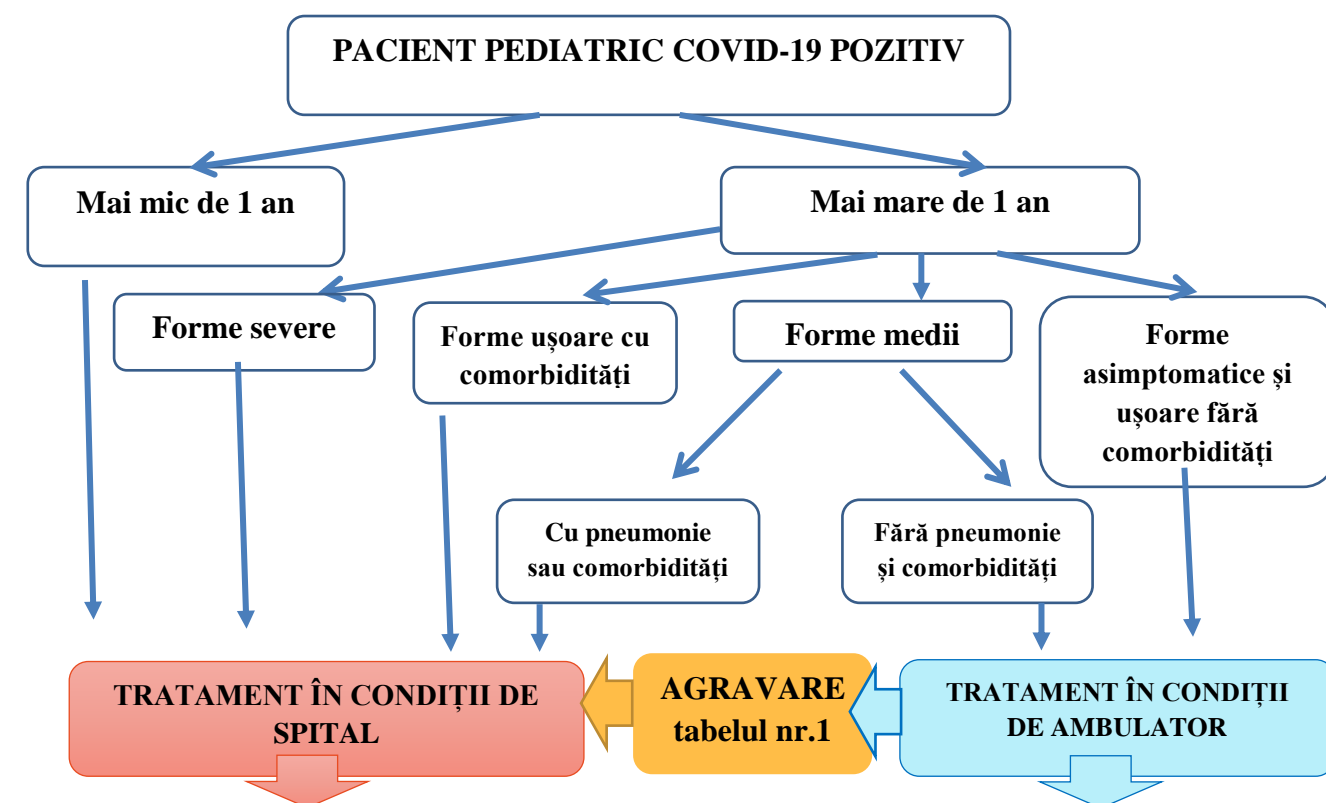 PACIENT PEDIATRIC COVID-19 POZITIV
Mai mic de 1 an
Mai mare de 1 an
Forme severe
Forme ușoare cu
comorbidități
Forme medii
Forme
asimptomatice și
ușoare fără
comorbidități
Cu pneumonie
sau comorbidități
Fără pneumonie
și comorbidități
TRATAMENT ÎN CONDIȚII DE
SPITAL
AGRAVARE
tabelul nr.1
TRATAMENT ÎN CONDIȚII
DE AMBULATOR